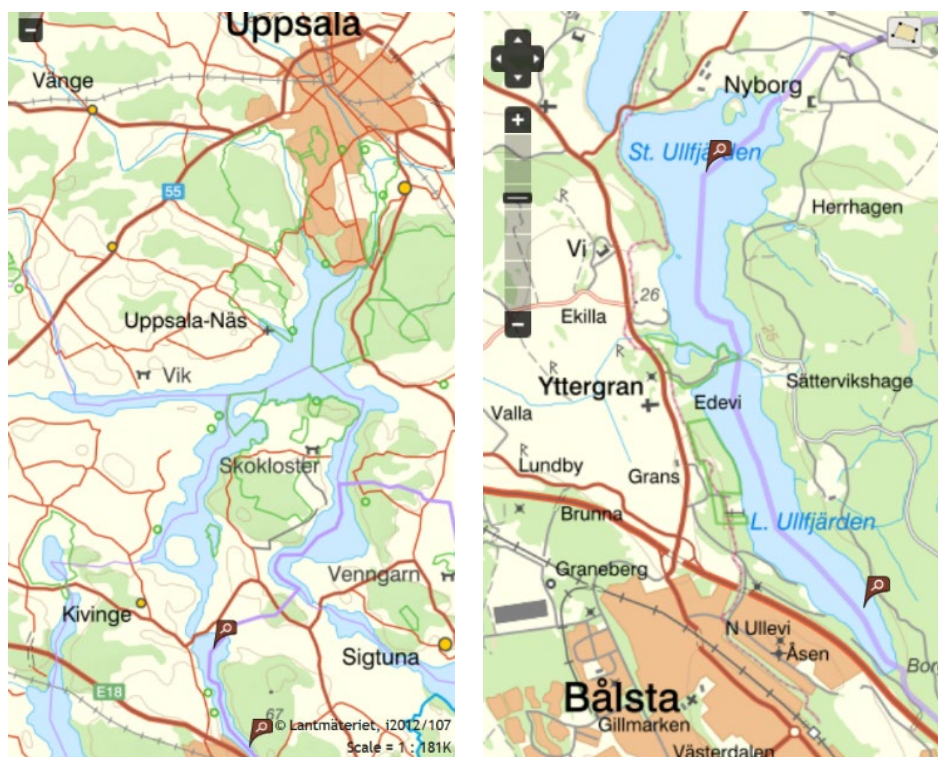 Uppsala
Vänge
55
Uppsala-Näs
Vik
Skokloster
Venngarn
Kivinge
Sigtuna
E18
67
© Lantmäteriet, i2012/107
Scale = 1 : 181K
Nyborg
St. Ullfjärden
Herrhagen
Vi
26
Ekilla
26
R
R
R
Yttergran
Sättervikshage
Edevi
Valla
R
Lundby
Grans
Brunna
L. Ullfjärden
Graneberg
N Ullevi
Åsen
Bor
Bålsta
Gillmarken
Västerdalen